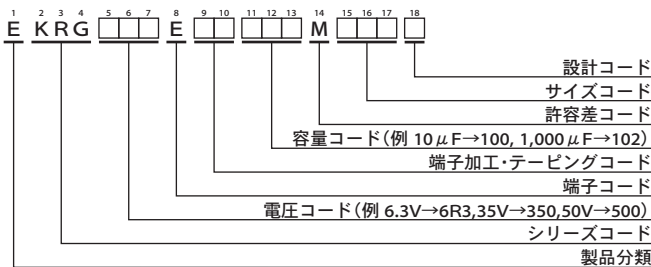 1 2 3 4 5 6 7 8 9 10 11 12 13 14 15 16 17 18
E KRG □□□ E □□ □□□ M □□□ □
設計コード
サイズコード
許容差コード
容量コード(例 10μF→100, 1,000μF→102)
端子加工・テーピングコード
端子コード
電圧コード(例 6.3V→6R3,35V→350,50V→500)
シリーズコード
製品分類